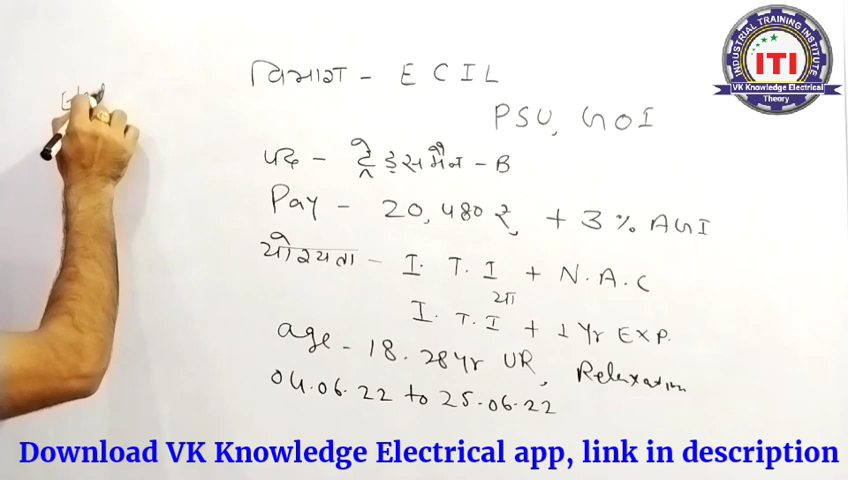 विभाग - ECIL
PSU, GOI
पद - ट्रेड्समैन - B
Pay - 20,480 ₹, + 3% AGI
योग्यता - I.T.I + N.A.C
या
I.T.I + 1 Yr EXP.
age - 18-28 Yr UR, Relaxation
04.06.22 to 25.06.22
INDUSTRIAL TRAINING INSTITUTE
ITI
VK Knowledge Electrical
Theory
Download VK Knowledge Electrical app, link in description